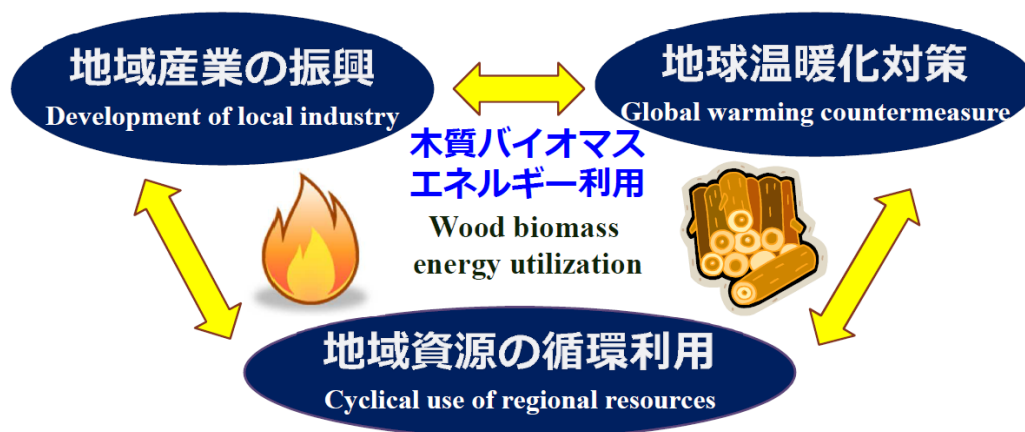 地域産業の振興
Development of local industry
地球温暖化対策
Global warming countermeasure
木質バイオマス
エネルギー利用
Wood biomass
energy utilization
地域資源の循環利用
Cyclical use of regional resources